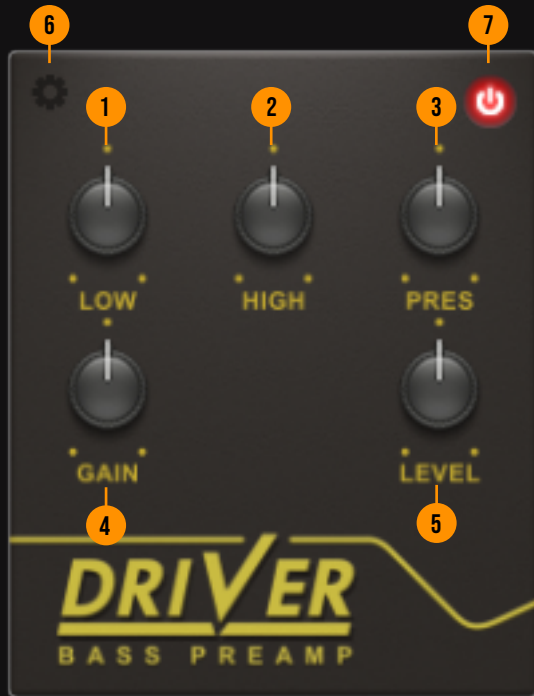 6 7
1 2 3
LOW HIGH PRES
GAIN LEVEL
4 5
DRIVER
BASS PREAMP